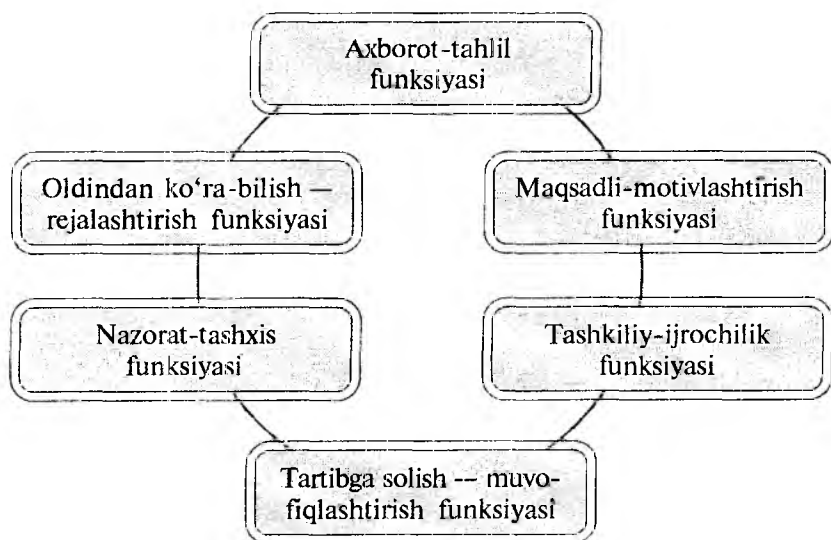 Axborot-tahlil
funksiyasi
Oldindan ko‘ra-bilish —
rejalashtirish funksiyasi
Maqsadli-motivlashtirish
funksiyasi
Nazorat-tashxis
funksiyasi
Tashkiliy-ijrochilik
funksiyasi
Tartibga solish — muvo-
fiqlashtirish funksiyasi